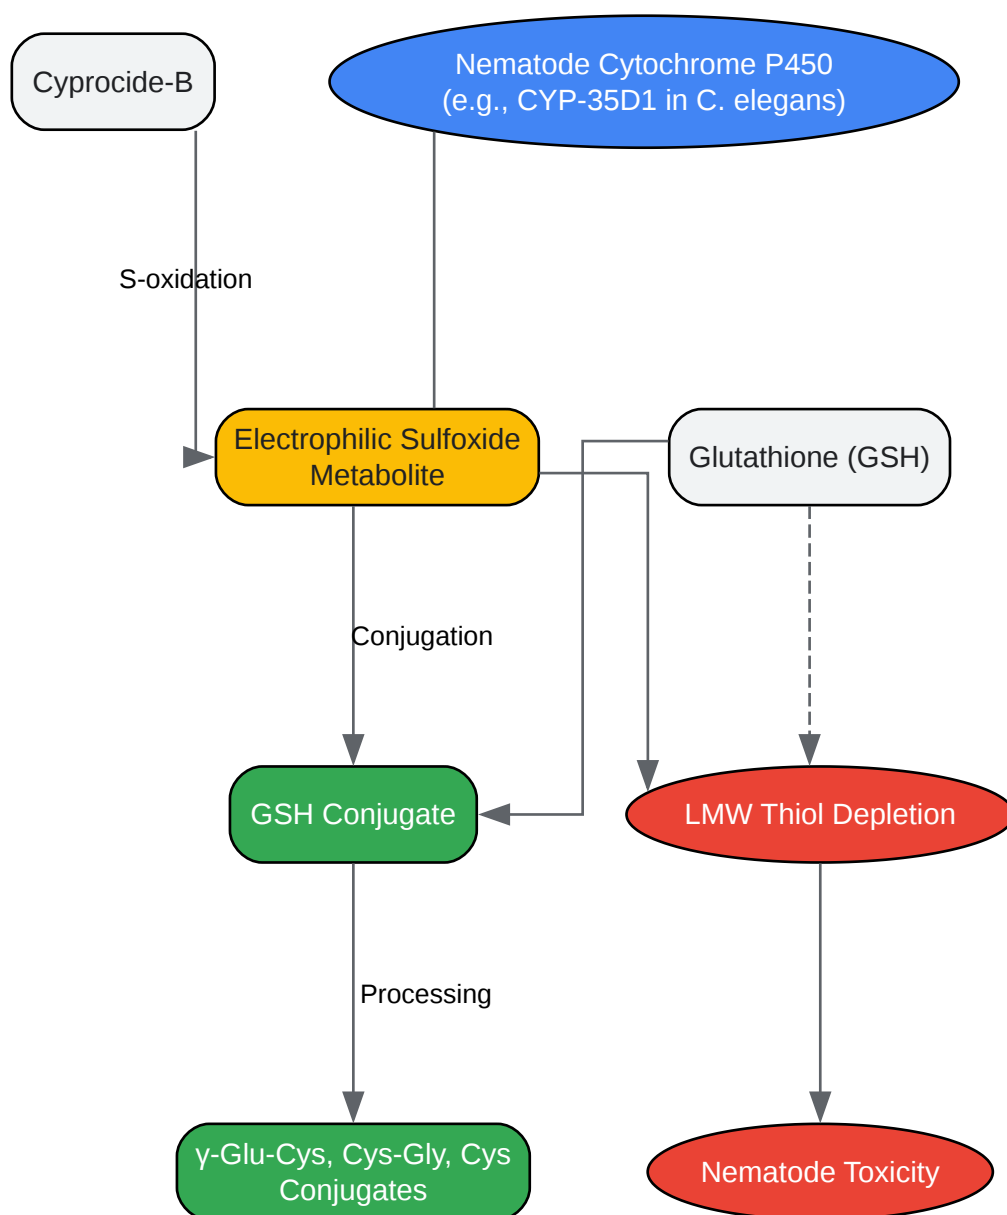 Cyprocide-B
Nematode Cytochrome P450
(e.g., CYP-35D1 in C. elegans)
S-oxidation
Electrophilic Sulfoxide
Metabolite
Glutathione (GSH)
Conjugation
GSH Conjugate
LMW Thiol Depletion
Processing
γ-Glu-Cys, Cys-Gly, Cys
Conjugates
Nematode Toxicity